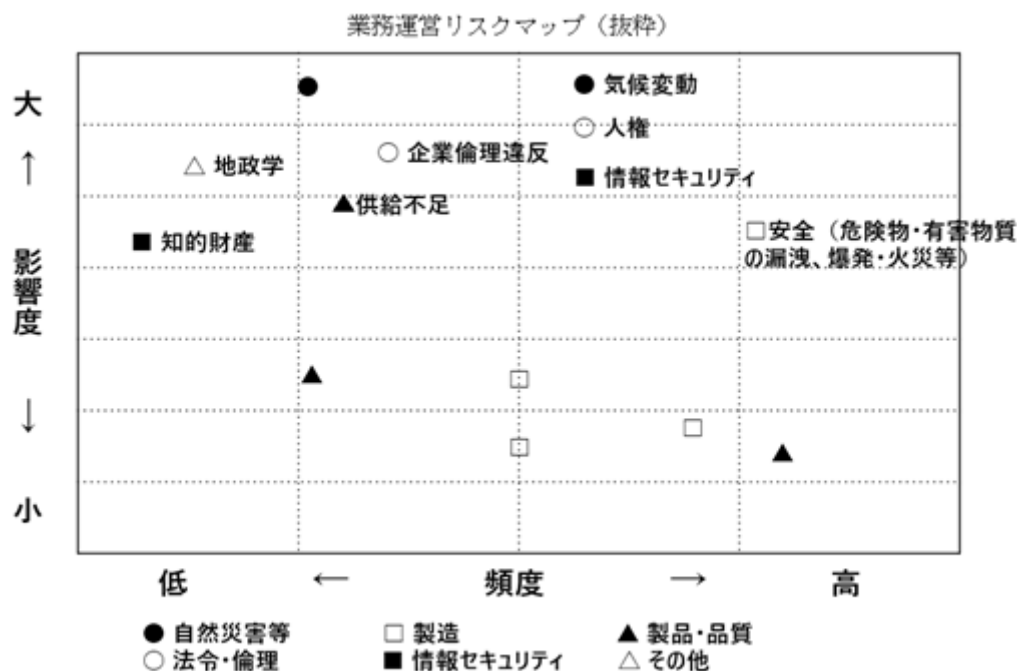 業務運営リスクマップ（抜粋）
大
↑
影響度
↓
小
● 気候変動
○ 人権
○ 企業倫理違反
△ 地政学
■ 情報セキュリティ
▲供給不足
■ 知的財産
□安全（危険物・有害物質
の漏洩、爆発・火災等）
低 ← 頻度 → 高
● 自然災害等 □ 製造 ▲ 製品・品質
○ 法令・倫理 ■ 情報セキュリティ △ その他